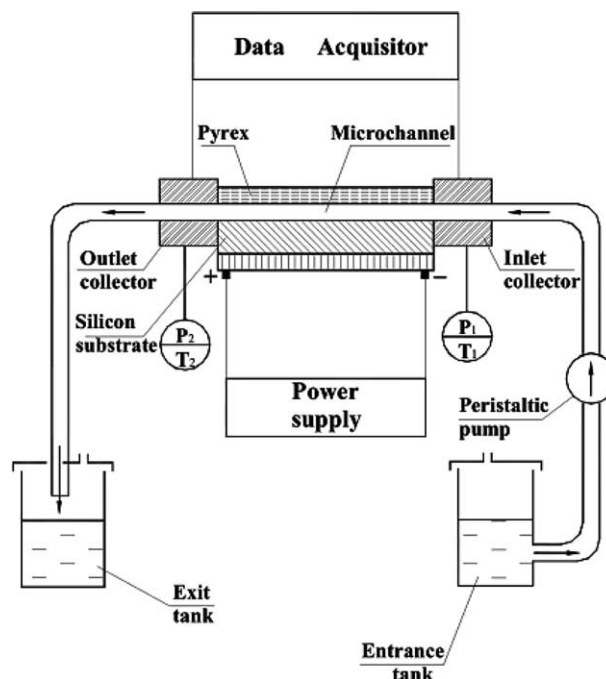 Data Acquisitor
Pyrex
Microchannel
Outlet
collector
Inlet
collector
+
−
Silicon
substrate
P2
T2
P1
T1
Power
supply
Peristaltic
pump
Exit
tank
Entrance
tank